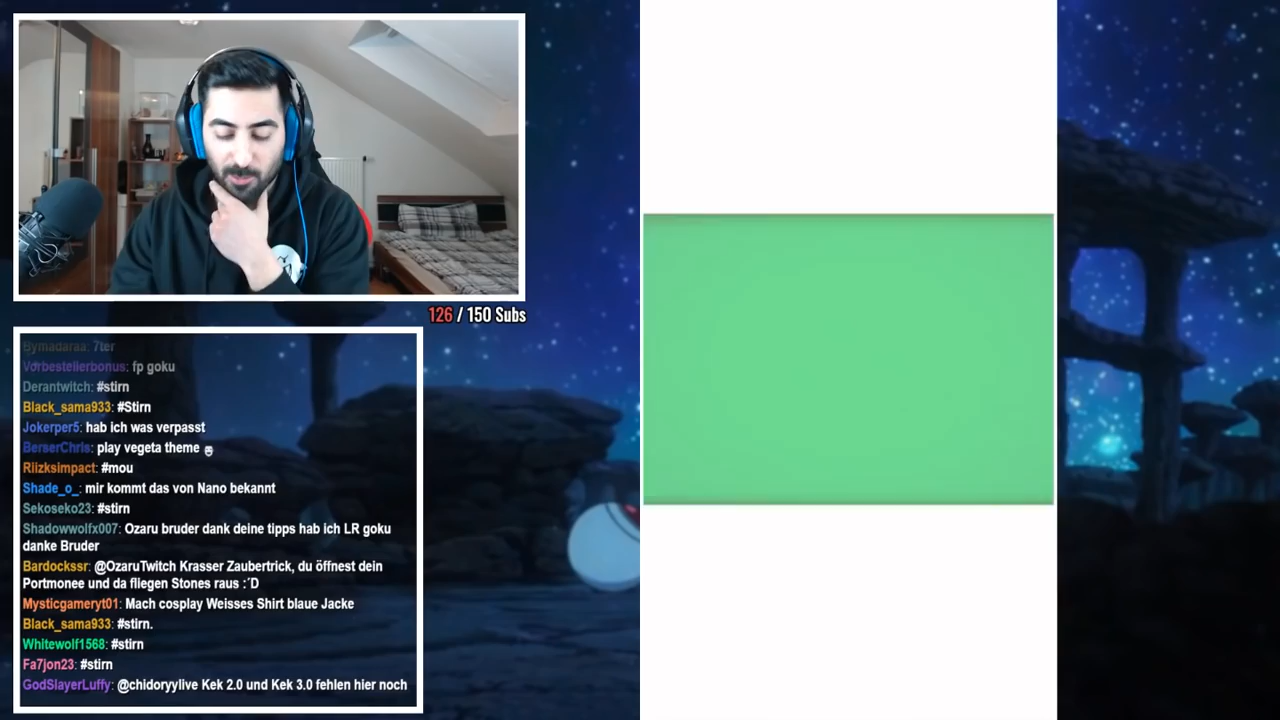 126 / 150 Subs
Bymadaraa: 7ter
Vorbestellerbonus: fp goku
Derantwitch: #stirn
Black_sama933: #Stirn
Jokerper5: hab ich was verpasst
BerserChris: play vegeta theme
Riizksimpact: #mou
Shade_o_: mir kommt das von Nano bekannt
Sekoseko23: #stirn
Shadowwolfx007: Ozaru bruder dank deine tipps hab ich LR goku
danke Bruder
Bardockssr: @OzaruTwitch Krasser Zaubertrick, du öffnest dein
Portmonee und da fliegen Stones raus :´D
Mysticgameryt01: Mach cosplay Weisses Shirt blaue Jacke
Black_sama933: #stirn.
Whitewolf1568: #stirn
Fa7jon23: #stirn
GodSlayerLuffy: @chidoryylive Kek 2.0 und Kek 3.0 fehlen hier noch